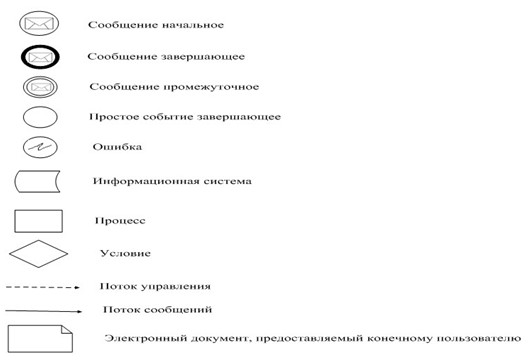 Сообщение начальное
Сообщение завершающее
Сообщение промежуточное
Простое событие завершающее
Ошибка
Информационная система
Процесс
Условие
Поток управления
Поток сообщений
Электронный документ, предоставляемый конечному пользователю